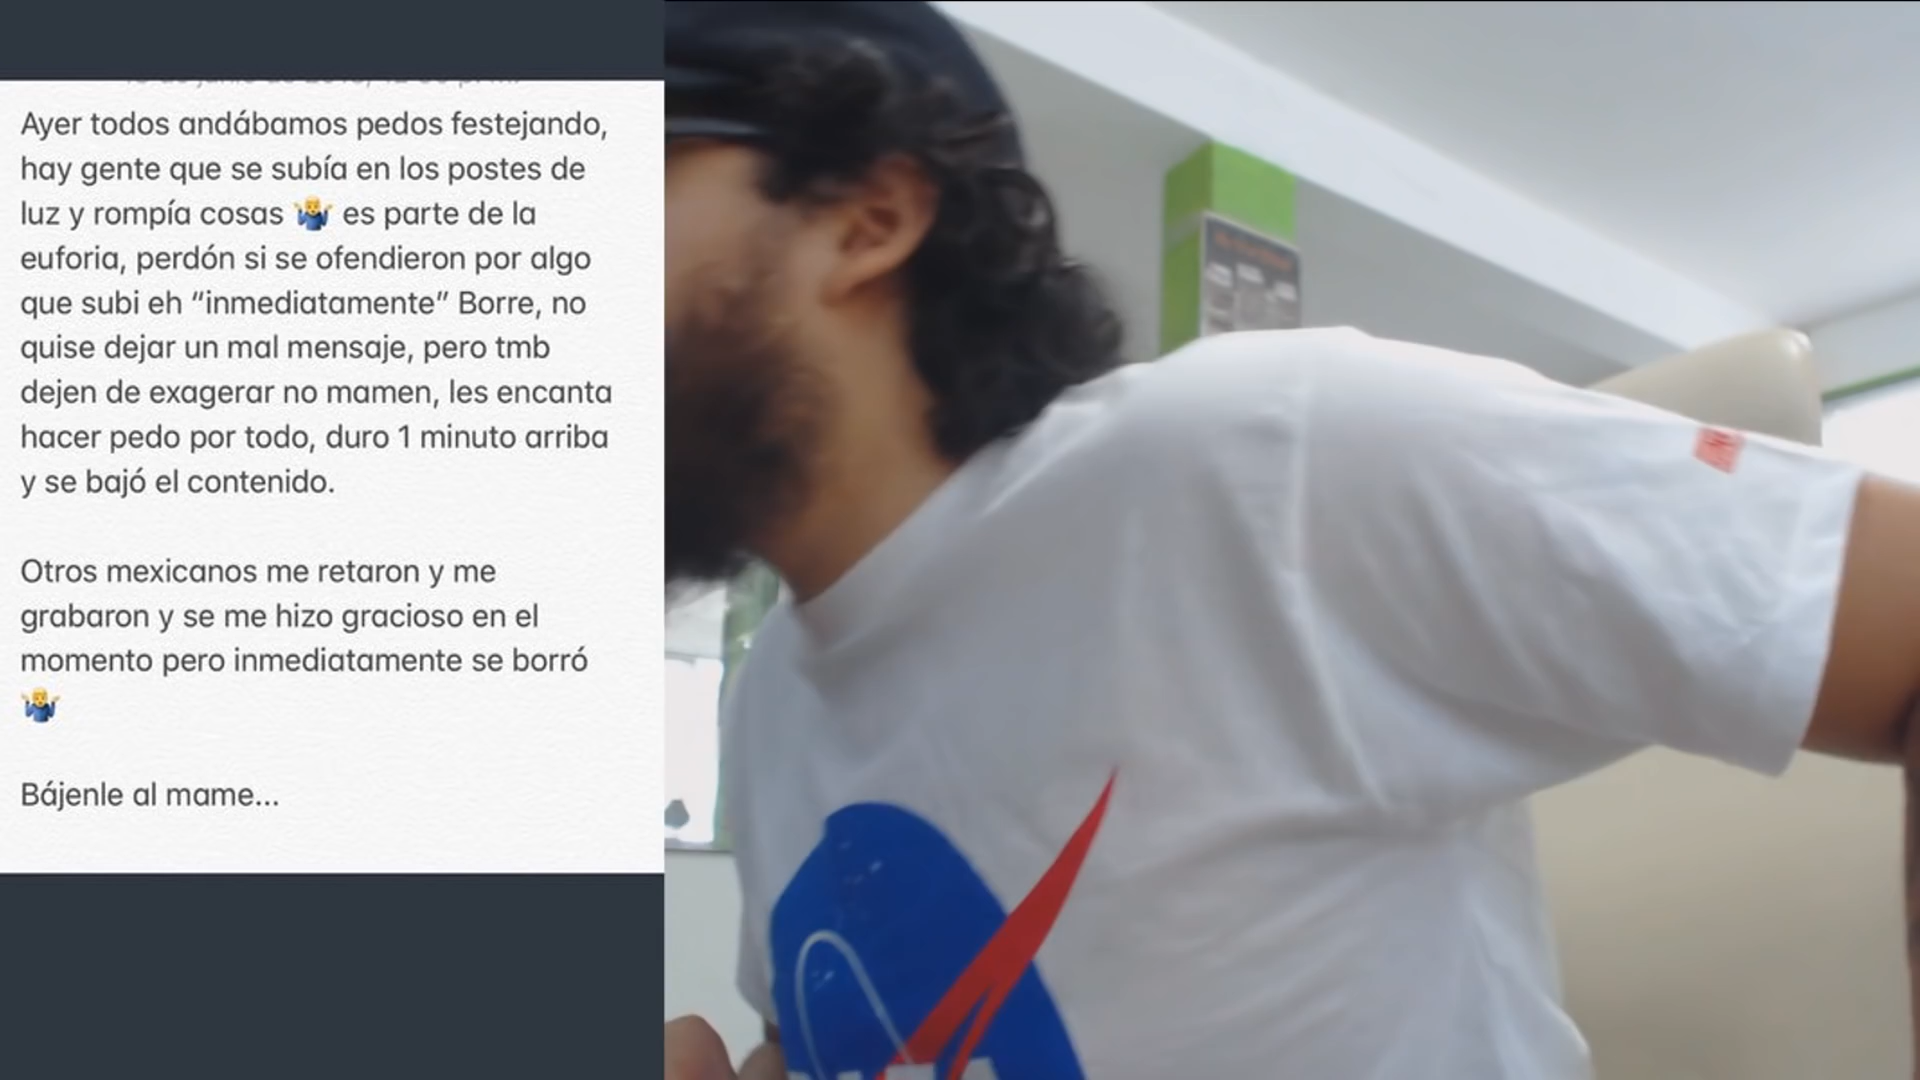 Ayer todos andábamos pedos festejando,
hay gente que se subía en los postes de
luz y rompía cosas 🤷‍♂️ es parte de la
euforia, perdón si se ofendieron por algo
que subi eh “inmediatamente” Borre, no
quise dejar un mal mensaje, pero tmb
dejen de exagerar no mamen, les encanta
hacer pedo por todo, duro 1 minuto arriba
y se bajó el contenido.
Otros mexicanos me retaron y me
grabaron y se me hizo gracioso en el
momento pero inmediatamente se borró
🤷‍♂️
Bájenle al mame...